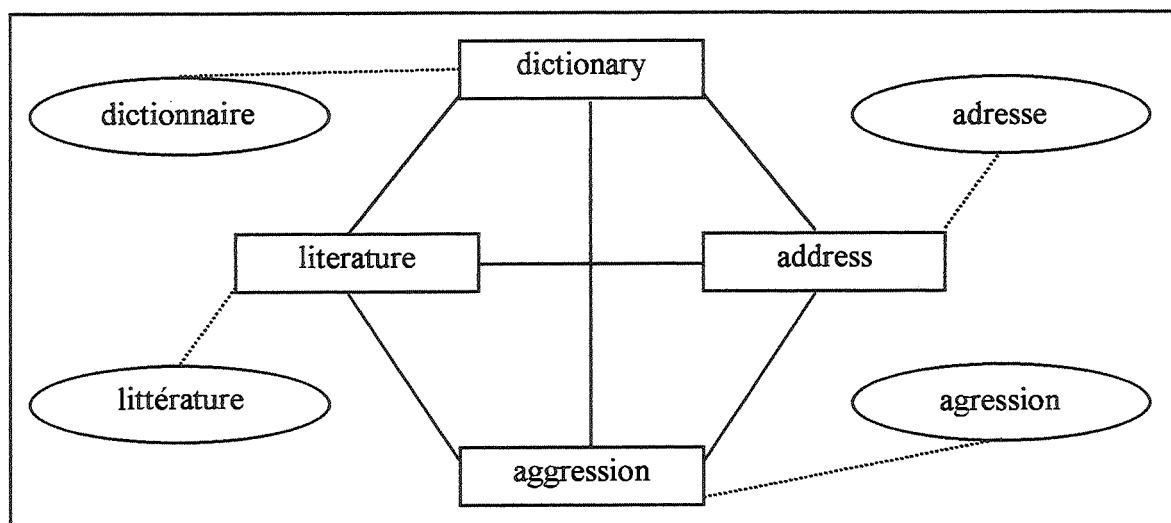 dictionary
dictionnaire
adresse
literature
address
littérature
agression
aggression